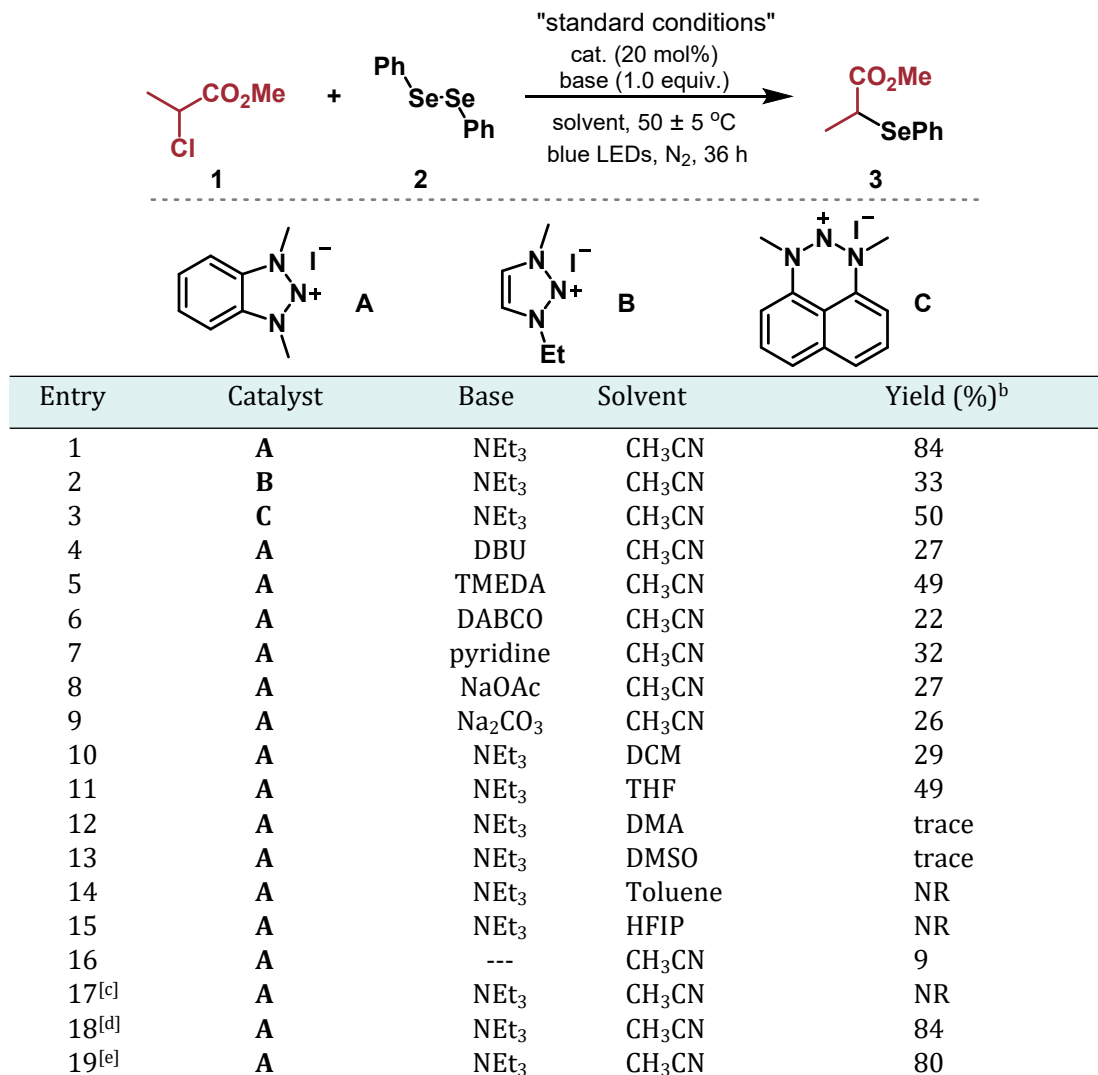 "standard conditions"
cat. (20 mol%)
base (1.0 equiv.)
solvent, 50 ± 5 °C
blue LEDs, N₂, 36 h
CO₂Me
Cl
1
+
Ph
Se-Se
Ph
2
CO₂Me
SePh
3
N
N+
N
I⁻
A
N
N+
N
Et
I⁻
B
N
N
+
N
I⁻
C
Entry Catalyst Base Solvent Yield (%)ᵇ
1 A NEt₃ CH₃CN 84
2 B NEt₃ CH₃CN 33
3 C NEt₃ CH₃CN 50
4 A DBU CH₃CN 27
5 A TMEDA CH₃CN 49
6 A DABCO CH₃CN 22
7 A pyridine CH₃CN 32
8 A NaOAc CH₃CN 27
9 A Na₂CO₃ CH₃CN 26
10 A NEt₃ DCM 29
11 A NEt₃ THF 49
12 A NEt₃ DMA trace
13 A NEt₃ DMSO trace
14 A NEt₃ Toluene NR
15 A NEt₃ HFIP NR
16 A --- CH₃CN 9
17[c] A NEt₃ CH₃CN NR
18[d] A NEt₃ CH₃CN 84
19[e] A NEt₃ CH₃CN 80